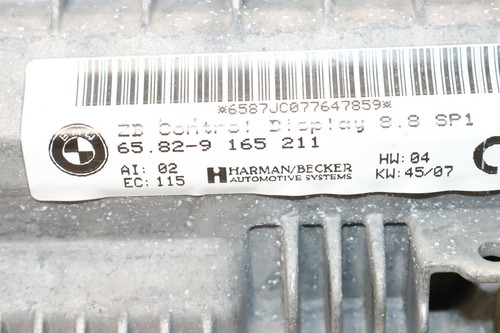 *6587JC077647859*
ZB Control Display 8.8 SP1
65.82-9 165 211
AI: 02 HARMAN/BECKER HW: 04
EC: 115 AUTOMOTIVE SYSTEMS KW: 45/07